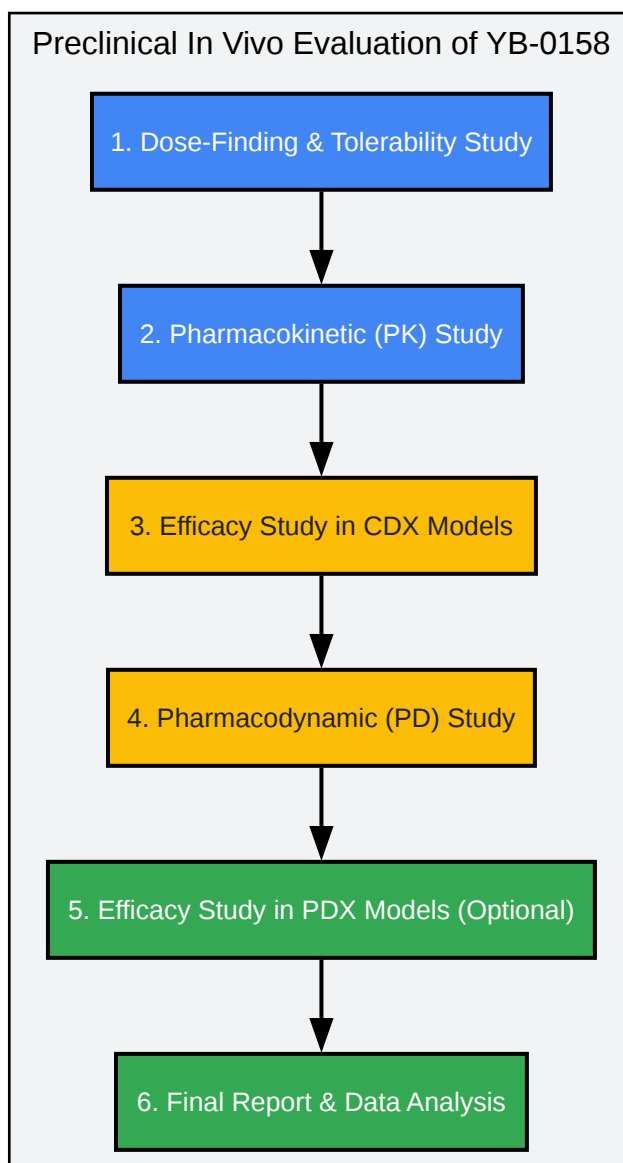 Preclinical In Vivo Evaluation of YB-0158
1. Dose-Finding & Tolerability Study
2. Pharmacokinetic (PK) Study
3. Efficacy Study in CDX Models
4. Pharmacodynamic (PD) Study
5. Efficacy Study in PDX Models (Optional)
6. Final Report & Data Analysis